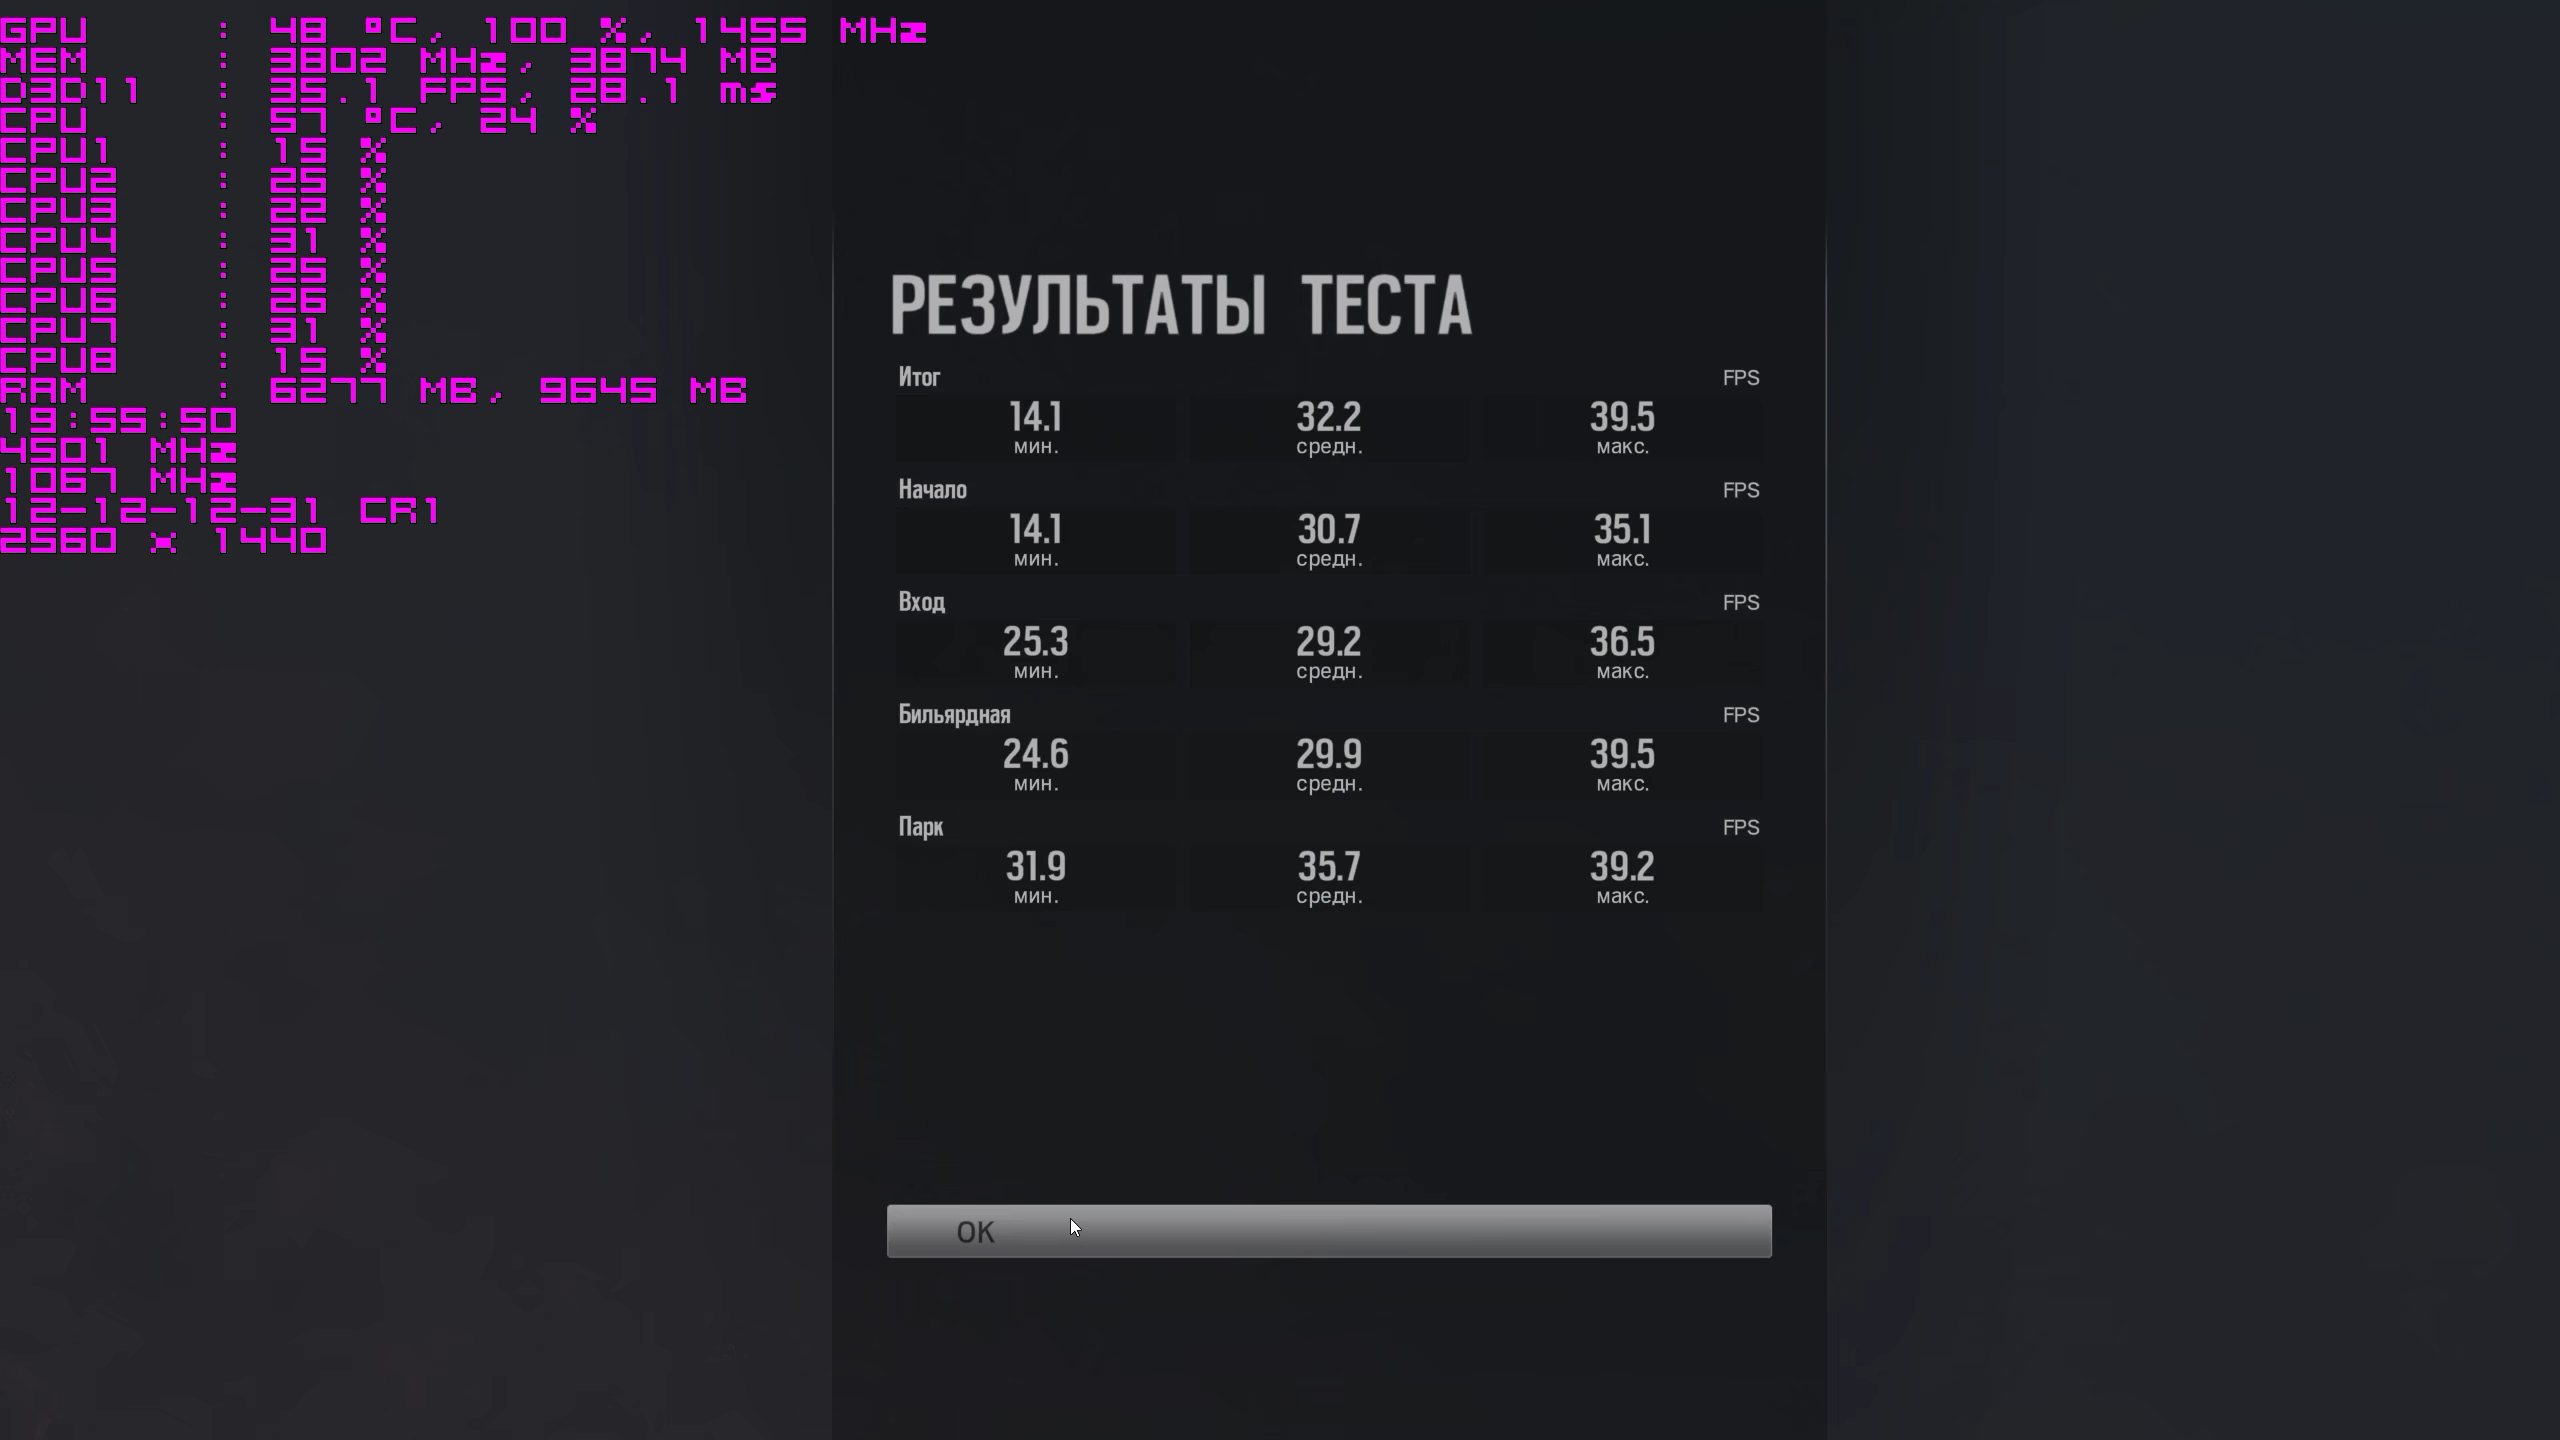 GPU : 48 °C, 100 %, 1455 MHz
MEM : 3802 MHz, 3874 MB
D3D11 : 35.1 FPS, 28.1 ms
CPU : 57 °C, 24 %
CPU1 : 15 %
CPU2 : 25 %
CPU3 : 22 %
CPU4 : 31 %
CPU5 : 25 %
CPU6 : 26 %
CPU7 : 31 %
CPU8 : 15 %
RAM : 6277 MB, 9645 MB
19:55:50
4501 MHz
1067 MHz
12-12-12-31 CR1
2560 x 1440
РЕЗУЛЬТАТЫ ТЕСТА
Итог FPS
14.1 32.2 39.5
мин. средн. макс.
Начало FPS
14.1 30.7 35.1
мин. средн. макс.
Вход FPS
25.3 29.2 36.5
мин. средн. макс.
Бильярдная FPS
24.6 29.9 39.5
мин. средн. макс.
Парк FPS
31.9 35.7 39.2
мин. средн. макс.
OK